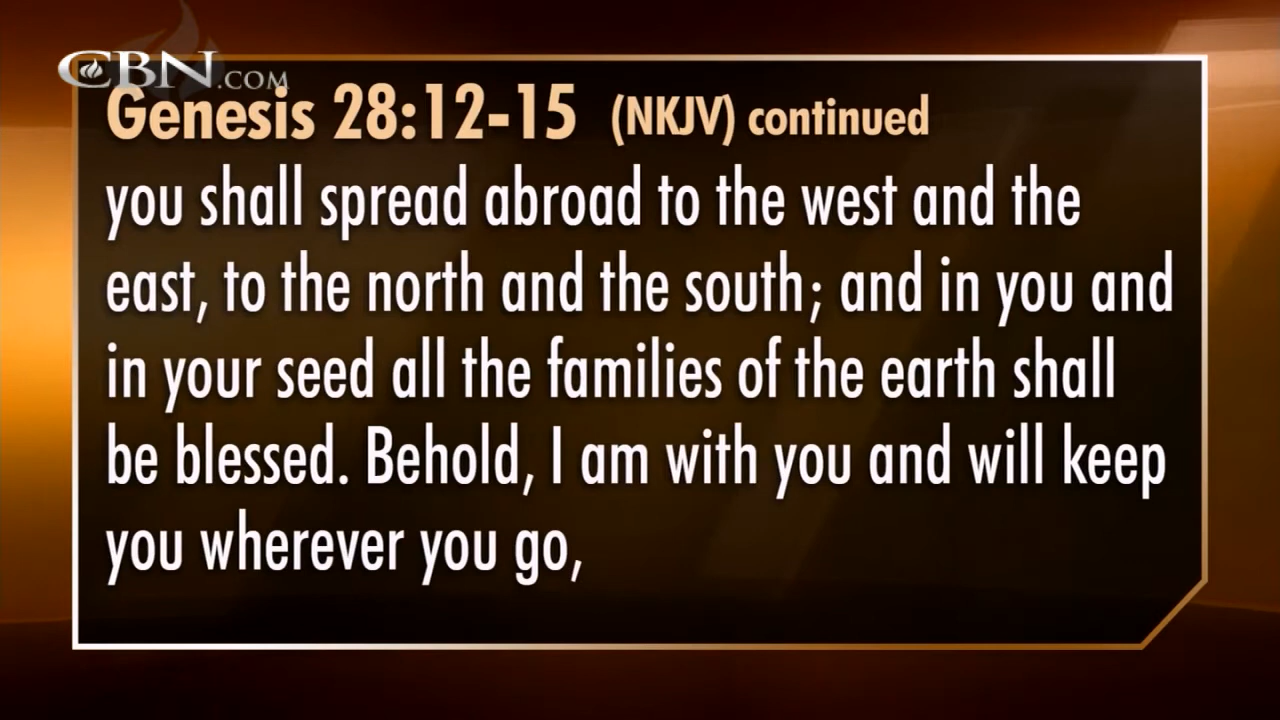 CBN.COM
Genesis 28:12-15 (NKJV) continued
you shall spread abroad to the west and the
east, to the north and the south; and in you and
in your seed all the families of the earth shall
be blessed. Behold, I am with you and will keep
you wherever you go,